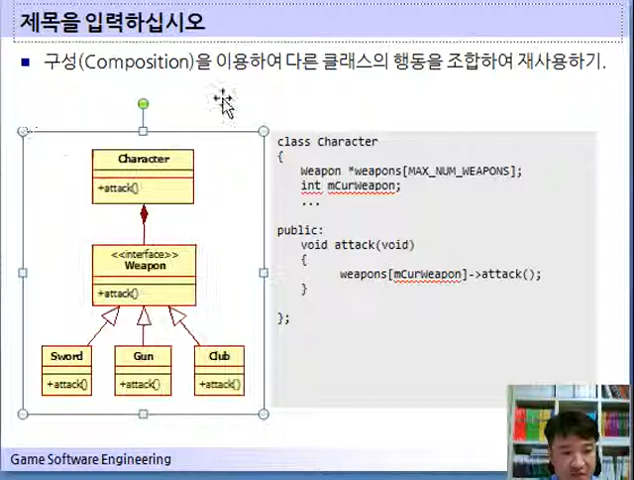 제목을 입력하십시오
구성(Composition)을 이용하여 다른 클래스의 행동을 조합하여 재사용하기.
Character
+attack()
<<interface>>
Weapon
+attack()
Sword
+attack()
Gun
+attack()
Club
+attack()
class Character
{
Weapon *weapons[MAX_NUM_WEAPONS];
int mCurWeapon;
...
public:
void attack(void)
{
weapons[mCurWeapon]->attack();
}
};
Game Software Engineering